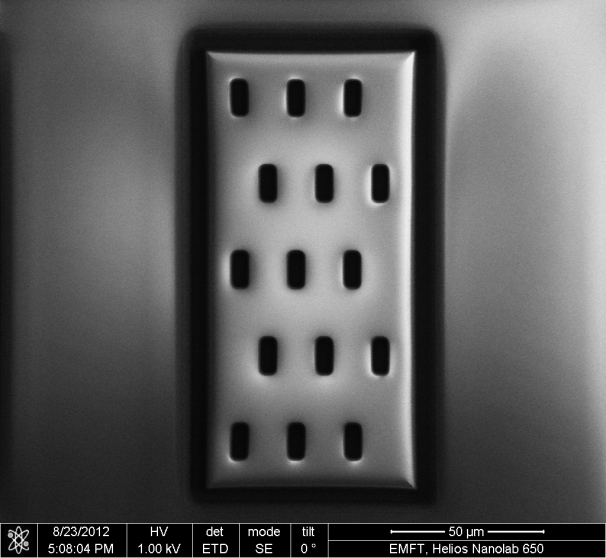 8/23/2012 HV det mode tilt 50 µm
5:08:04 PM 1.00 kV ETD SE 0 ° EMFT, Helios Nanolab 650